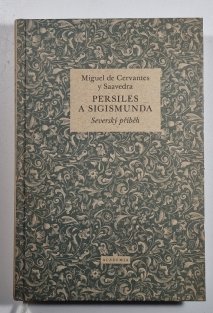 Miguel de Cervantes
y Saavedra
PERSILES
A SIGISMUNDA
Severský příběh
ACADEMIA